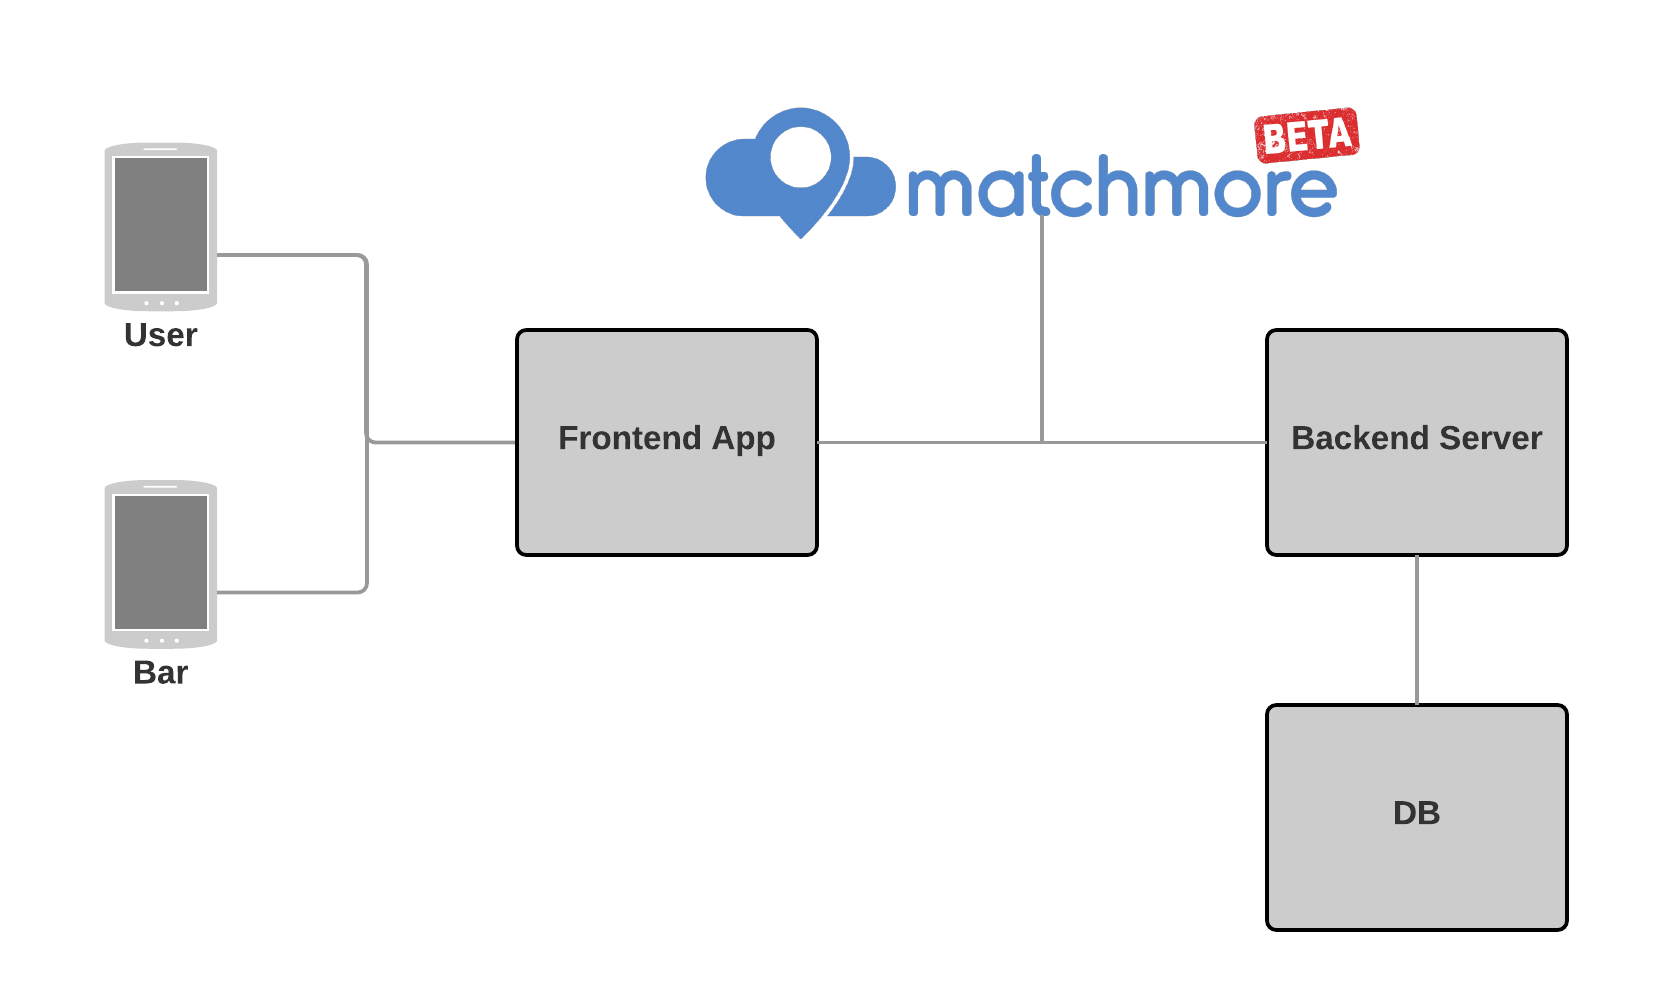 BETA
matchmore
User
Frontend App
Backend Server
Bar
DB